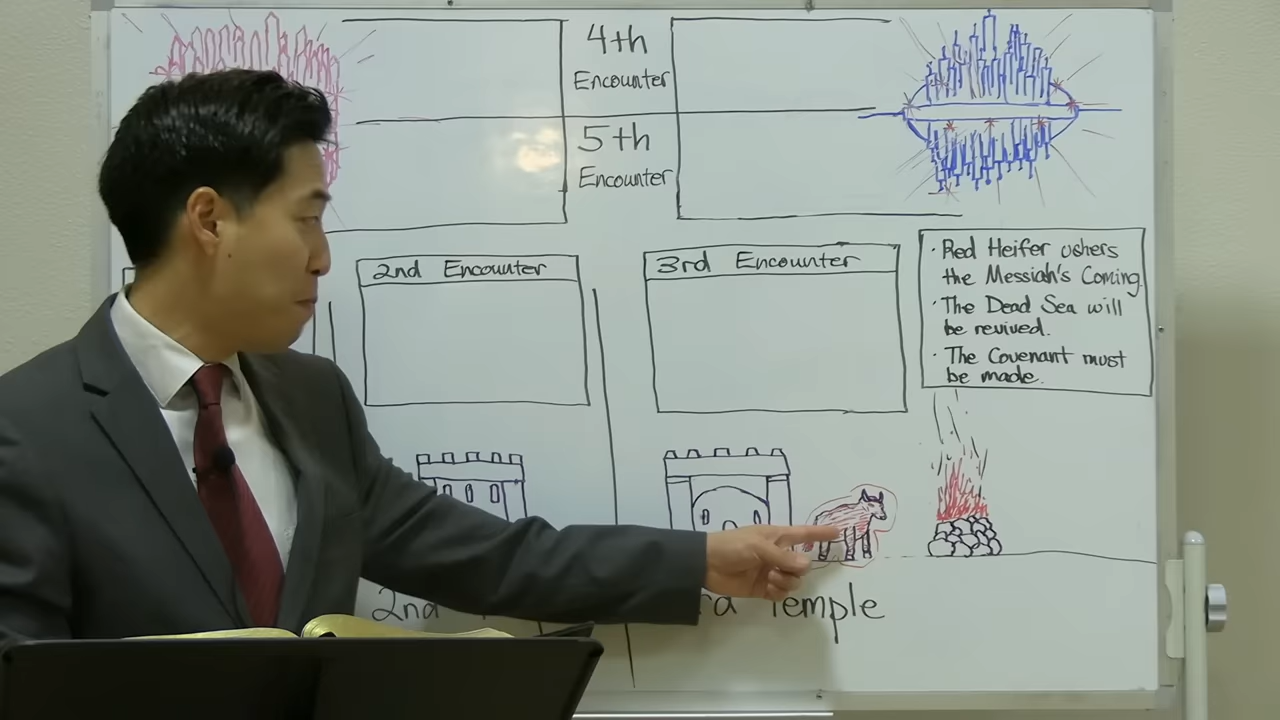 4th
Encounter
5th
Encounter
2nd Encounter
3rd Encounter
· Red Heifer ushers
the Messiah's Coming.
· The Dead Sea will
be revived.
· The Covenant must
be made.
2nd
Temple